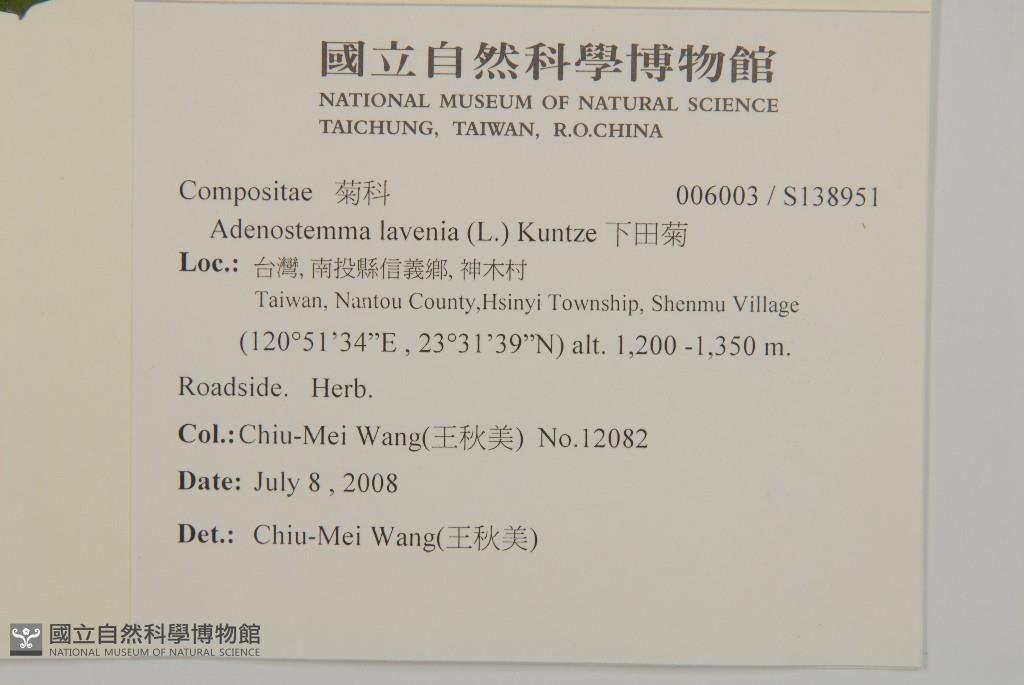 國立自然科學博物館
NATIONAL MUSEUM OF NATURAL SCIENCE
TAICHUNG, TAIWAN, R.O.CHINA
Compositae 菊科 006003 / S138951
Adenostemma lavenia (L.) Kuntze 下田菊
Loc.: 台灣, 南投縣信義鄉, 神木村
Taiwan, Nantou County,Hsinyi Township, Shenmu Village
(120°51’34”E , 23°31’39”N) alt. 1,200 -1,350 m.
Roadside. Herb.
Col.:Chiu-Mei Wang(王秋美) No.12082
Date: July 8 , 2008
Det.: Chiu-Mei Wang(王秋美)
國立自然科學博物館
NATIONAL MUSEUM OF NATURAL SCIENCE